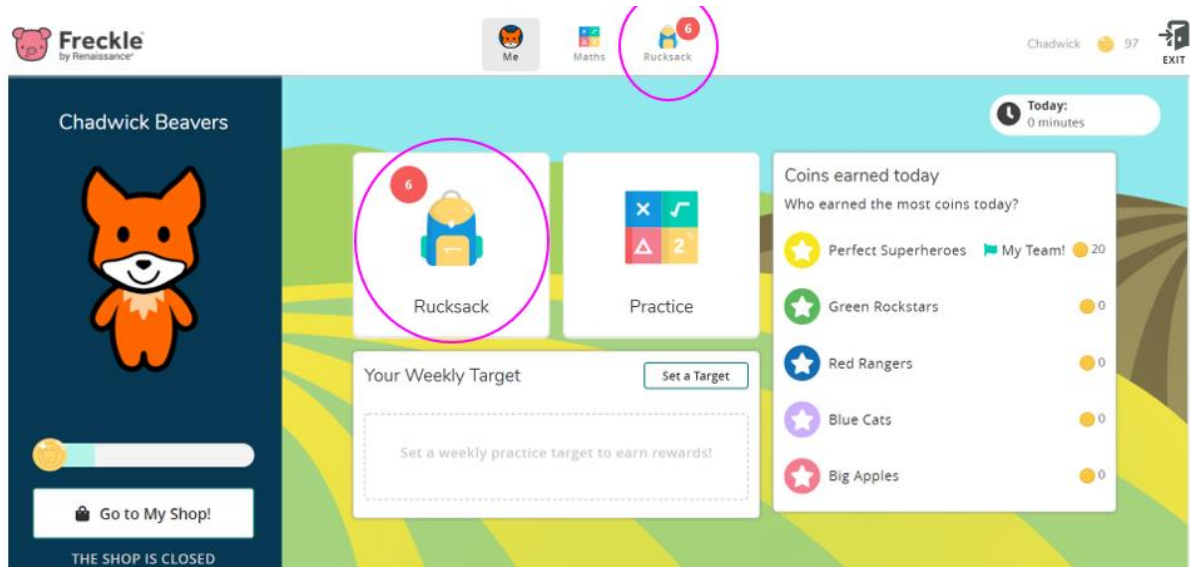 Freckle
by Renaissance
Me
Maths
6
Rucksack
Chadwick 97
EXIT
Chadwick Beavers
Today:
0 minutes
6
Rucksack
Practice
Coins earned today
Who earned the most coins today?
Perfect Superheroes My Team! 20
Green Rockstars 0
Red Rangers 0
Blue Cats 0
Big Apples 0
Your Weekly Target
Set a Target
Set a weekly practice target to earn rewards!
Go to My Shop!
THE SHOP IS CLOSED